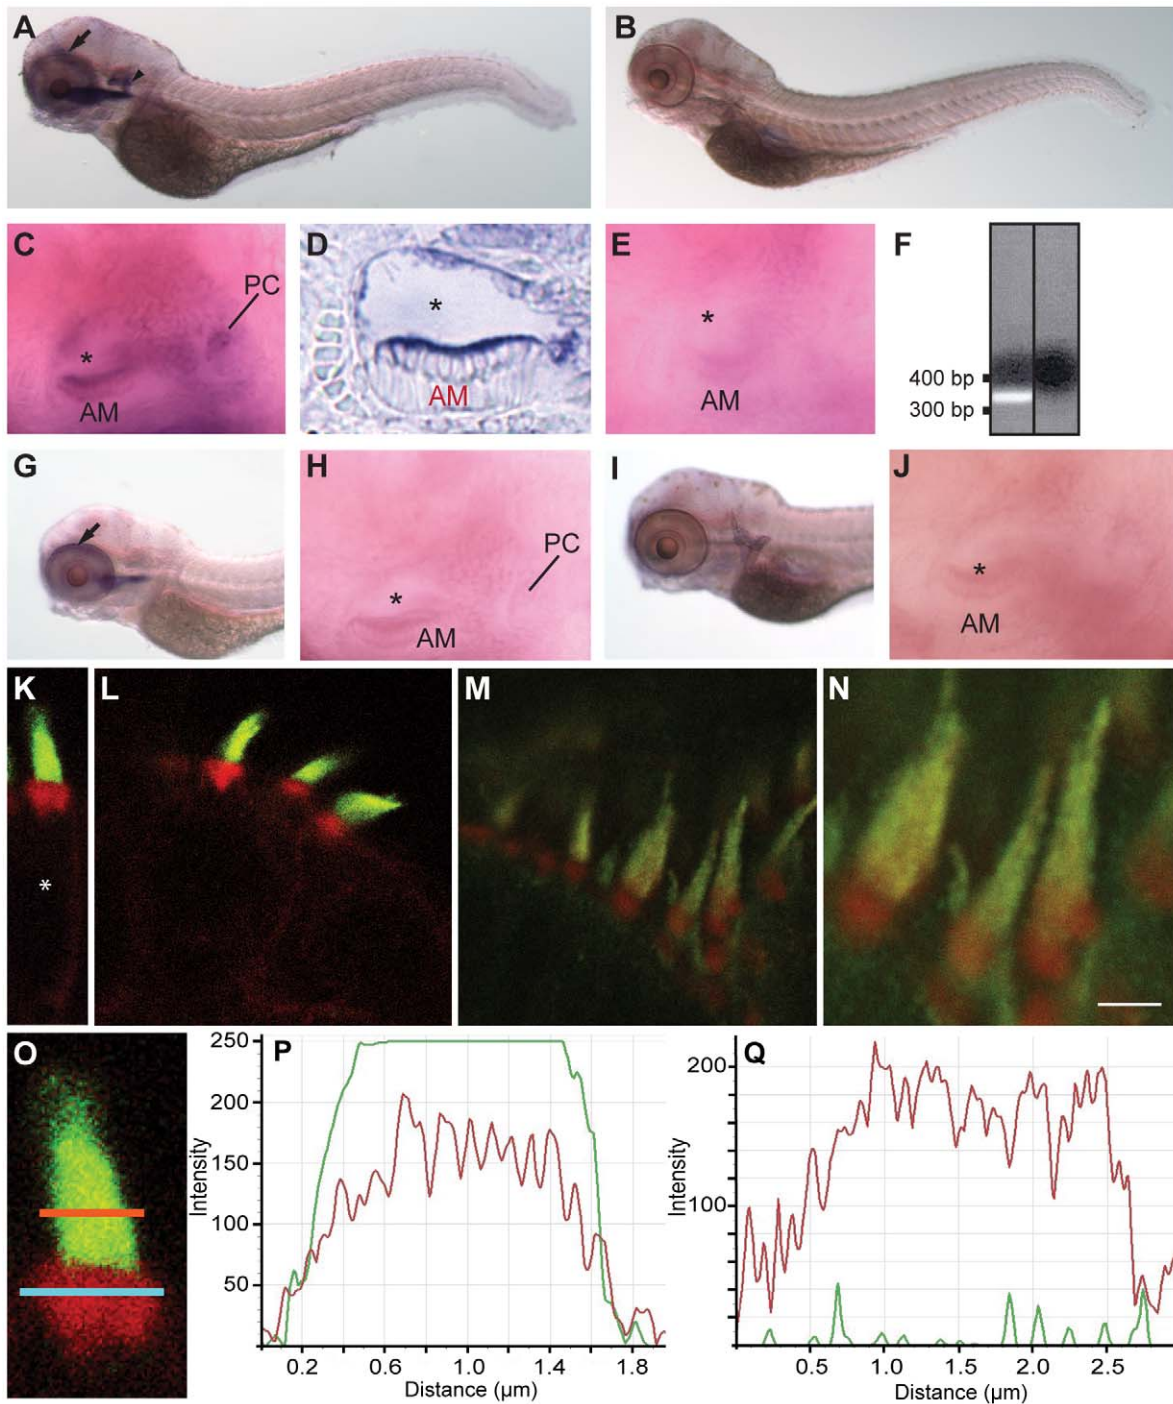 A
B
C
PC
*
AM
D
*
AM
E
*
AM
F
400 bp
300 bp
G
H
PC
*
AM
I
J
*
AM
K
*
L
M
N
O
P
250
200
150
100
50
Intensity
0.2 0.6 1.0 1.4 1.8
Distance (µm)
Q
200
100
Intensity
0.5 1.0 1.5 2.0 2.5
Distance (µm)